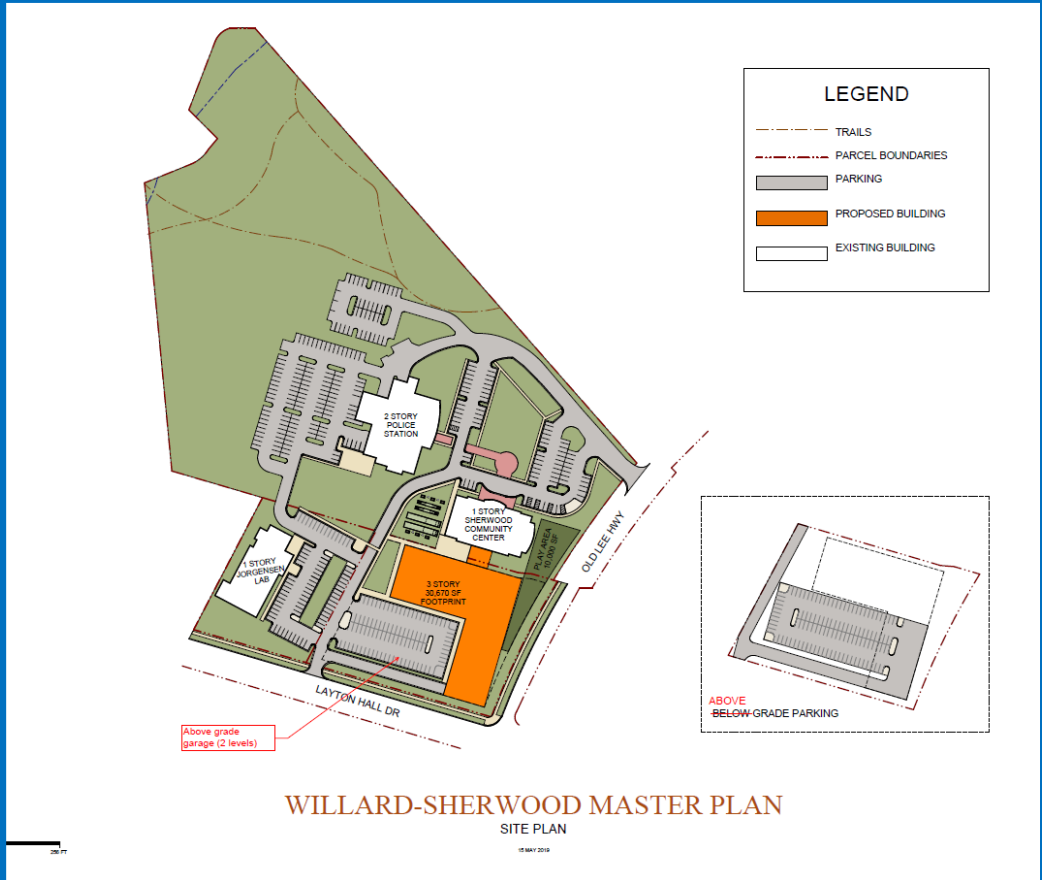 LEGEND
TRAILS
PARCEL BOUNDARIES
PARKING
PROPOSED BUILDING
EXISTING BUILDING
2 STORY
POLICE
STATION
1 STORY
SHERWOOD
COMMUNITY
CENTER
PLAY AREA
10,000 SF
OLD LEE HWY
1 STORY
JORGENSEN
LAB
3 STORY
30,670 SF
FOOTPRINT
LAYTON HALL DR
Above grade
garage (2 levels)
ABOVE
BELOW GRADE PARKING
WILLARD-SHERWOOD MASTER PLAN
SITE PLAN
15 MAY 2019